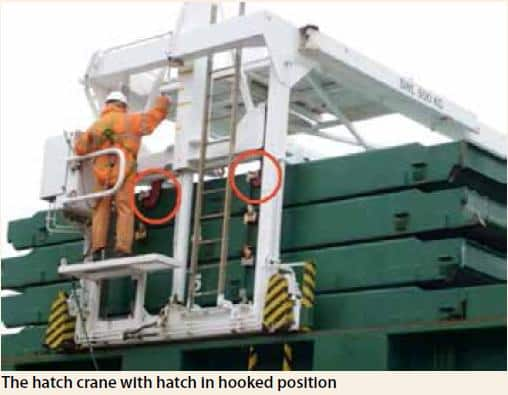 SWL 500 KG
The hatch crane with hatch in hooked position